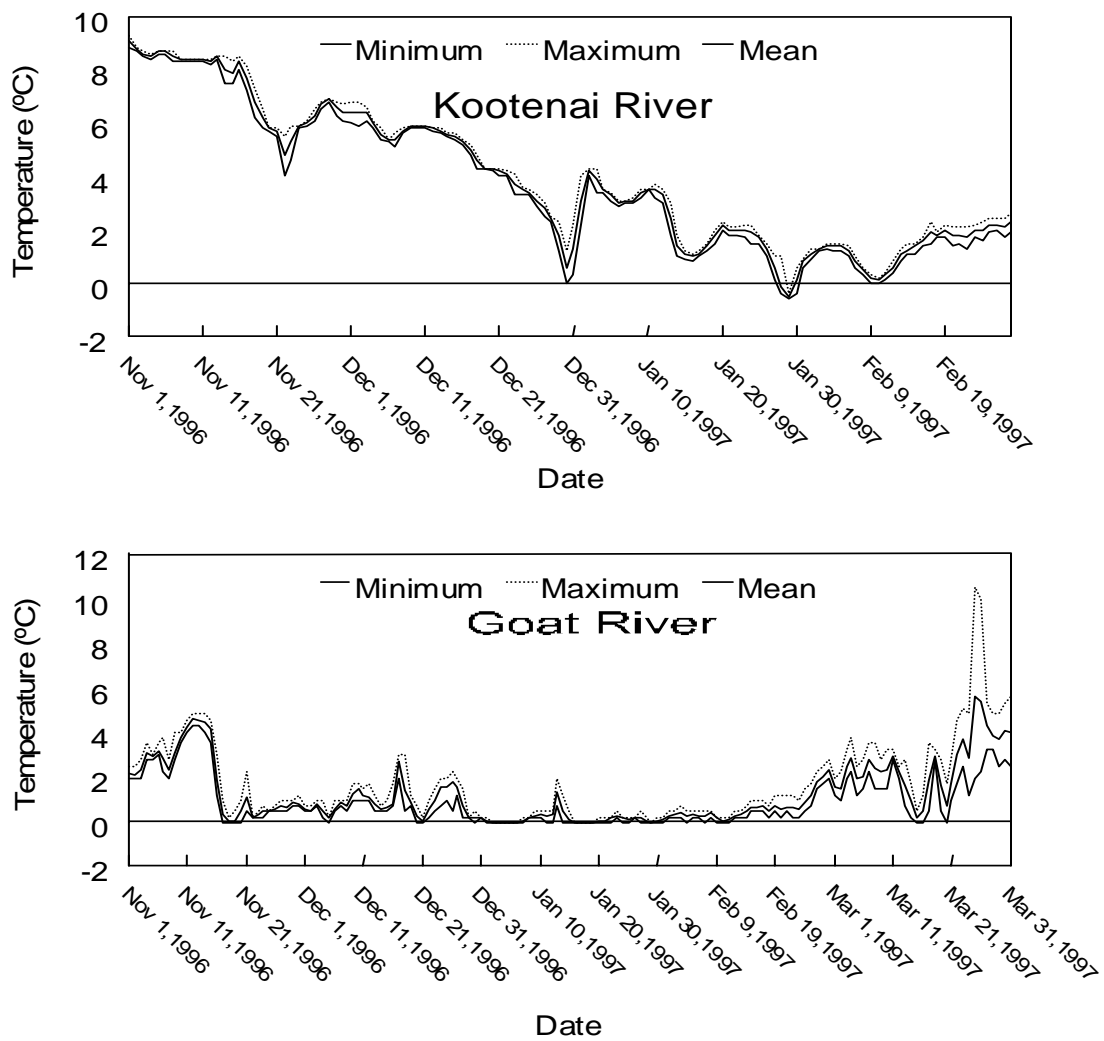 10
8
6
4
2
0
-2
Temperature (ºC)
Minimum Maximum Mean
Kootenai River
Nov 1,1996
Nov 11,1996
Nov 21,1996
Dec 1,1996
Dec 11,1996
Dec 21,1996
Dec 31,1996
Jan 10,1997
Jan 20,1997
Jan 30,1997
Feb 9,1997
Feb 19,1997
Date
12
10
8
6
4
2
0
-2
Temperature (ºC)
Minimum Maximum Mean
Goat River
Nov 1,1996
Nov 11,1996
Nov 21,1996
Dec 1,1996
Dec 11,1996
Dec 21,1996
Dec 31,1996
Jan 10,1997
Jan 20,1997
Jan 30,1997
Feb 9,1997
Feb 19,1997
Mar 1,1997
Mar 11,1997
Mar 21,1997
Mar 31,1997
Date